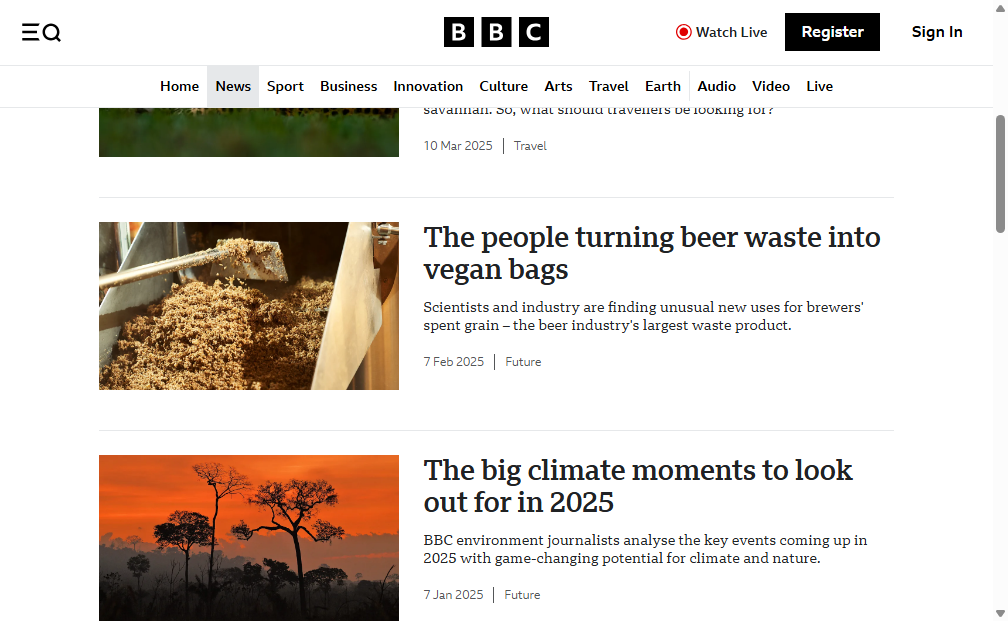 BBC
Watch Live
Register
Sign In
Home
News
Sport
Business
Innovation
Culture
Arts
Travel
Earth
Audio
Video
Live
savannah. So, what should travellers be looking for?
10 Mar 2025
Travel
The people turning beer waste into
vegan bags
Scientists and industry are finding unusual new uses for brewers'
spent grain – the beer industry's largest waste product.
7 Feb 2025
Future
The big climate moments to look
out for in 2025
BBC environment journalists analyse the key events coming up in
2025 with game-changing potential for climate and nature.
7 Jan 2025
Future